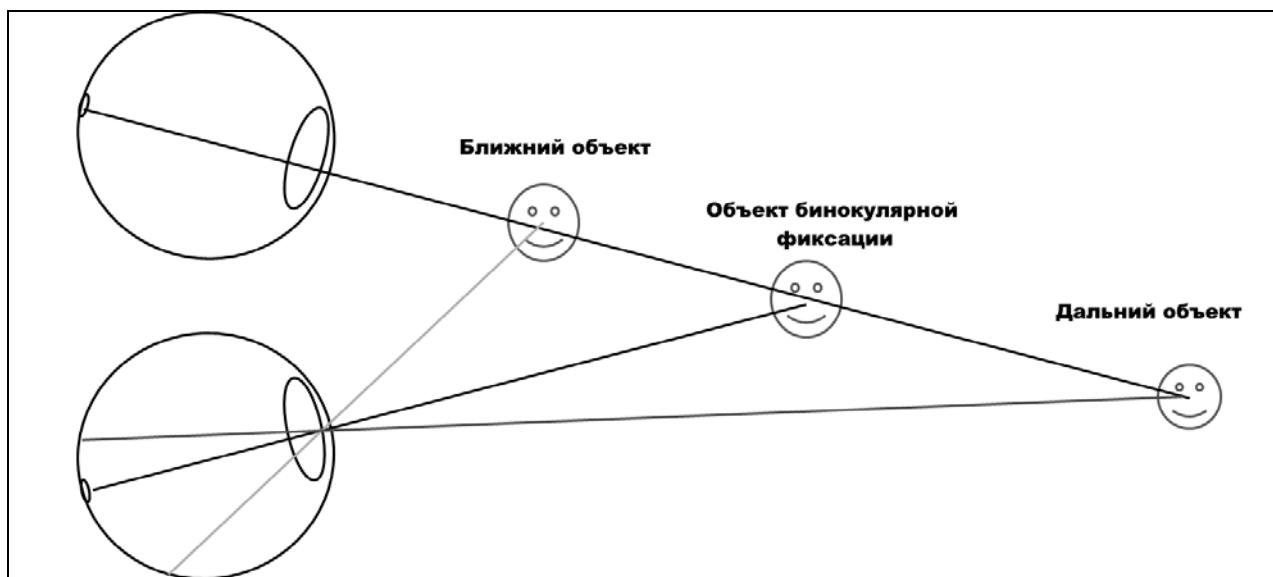 Ближний объект
Объект бинокулярной
фиксации
Дальний объект